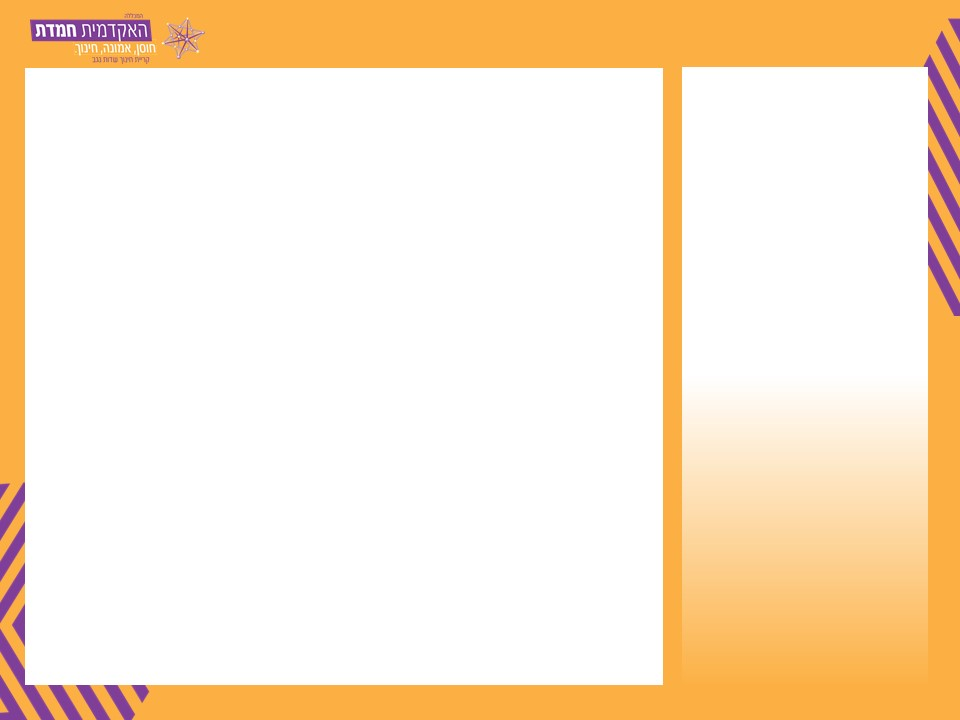 המכללה
האקדמית חמדת
חוסן, אמונה, חינוך.
קריית חינוך שדות נגב